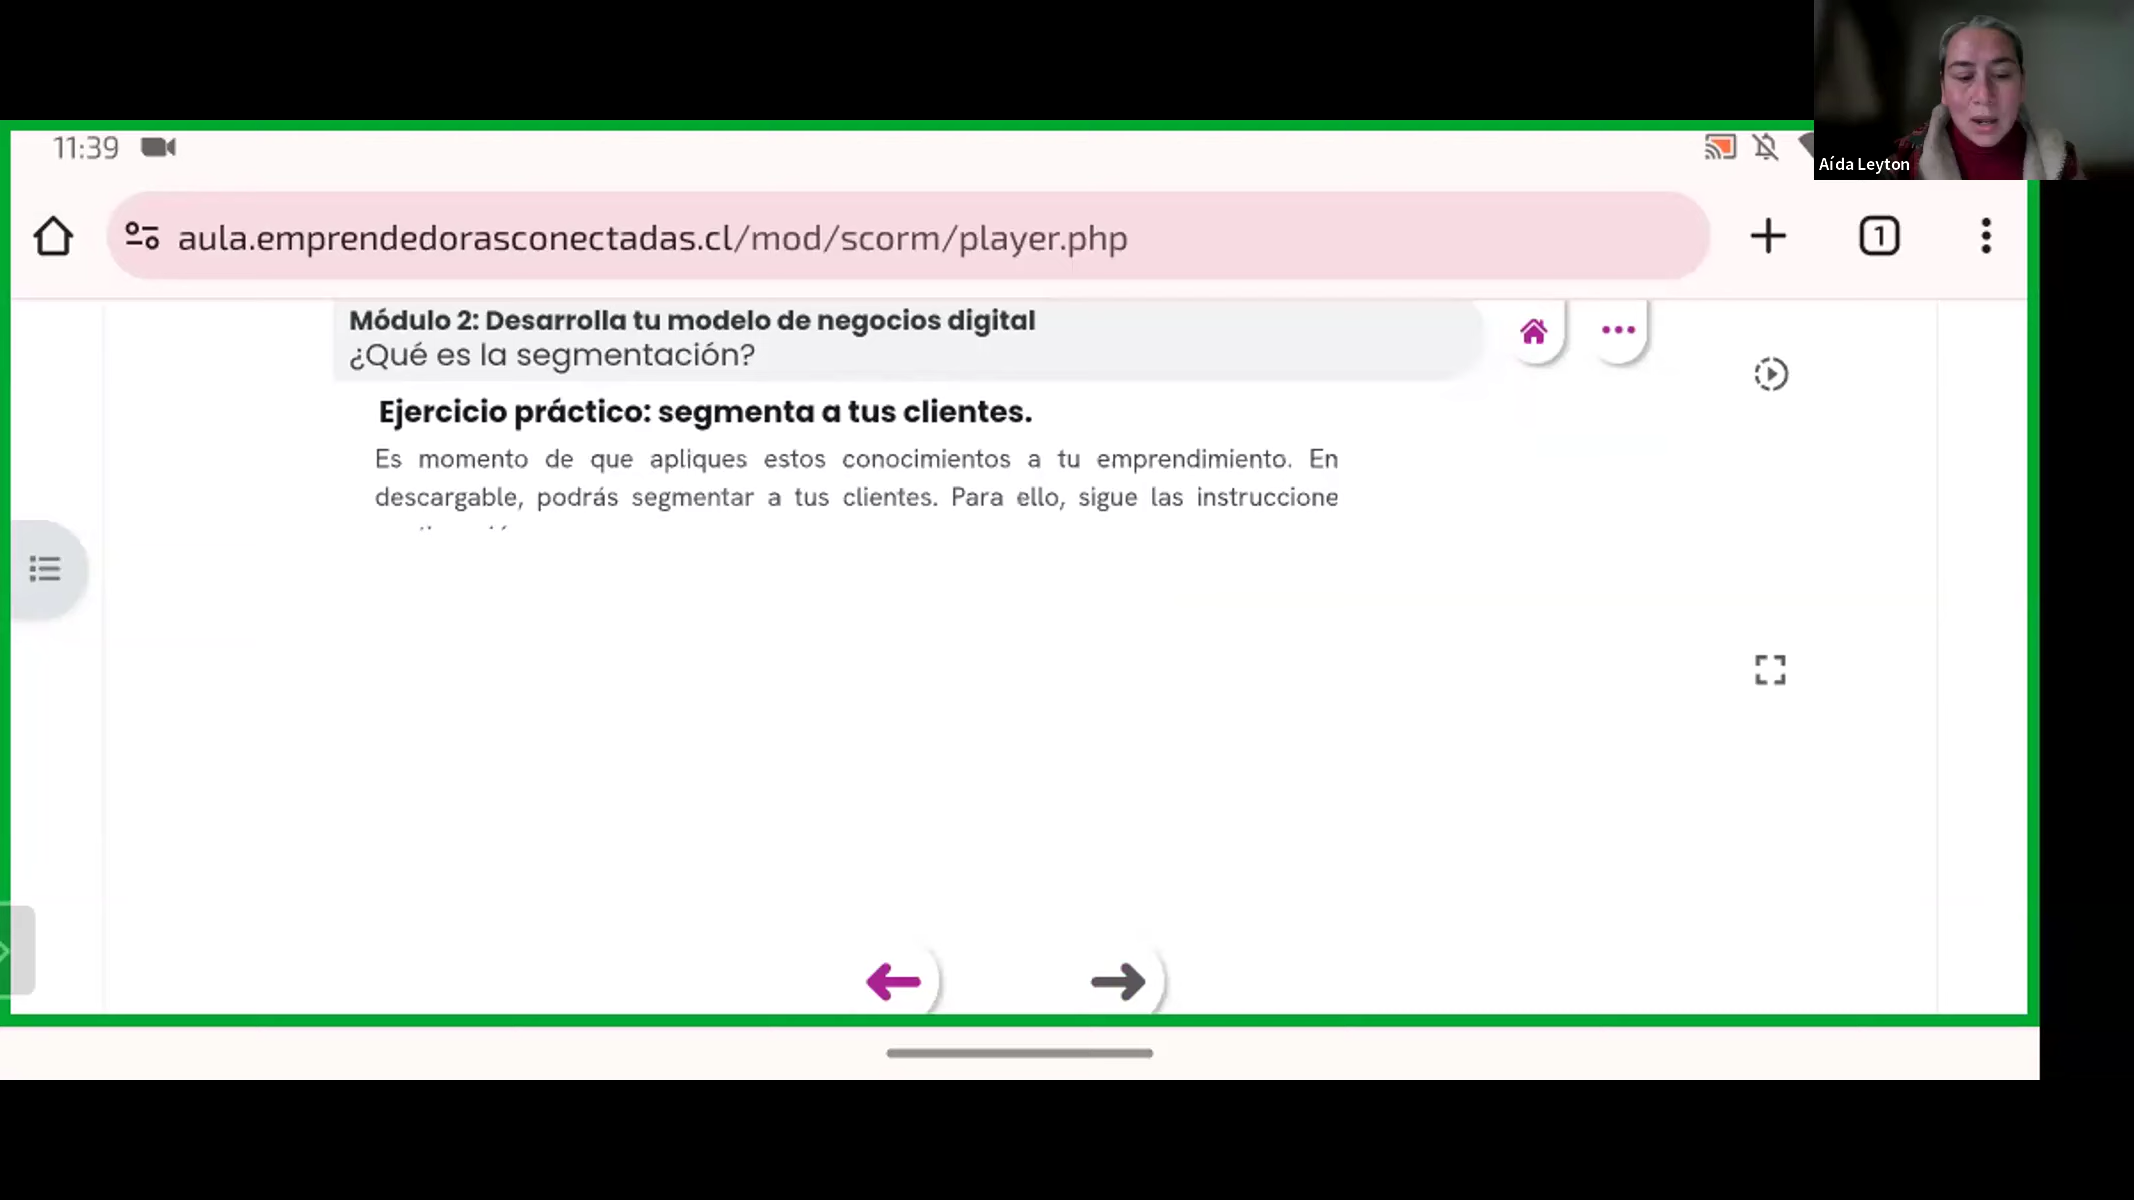 11:39
Aída Leyton
aula.emprendedorasconectadas.cl/mod/scorm/player.php
1
Módulo 2: Desarrolla tu modelo de negocios digital
¿Qué es la segmentación?
Ejercicio práctico: segmenta a tus clientes.
Es momento de que apliques estos conocimientos a tu emprendimiento. En
descargable, podrás segmentar a tus clientes. Para ello, sigue las instruccione